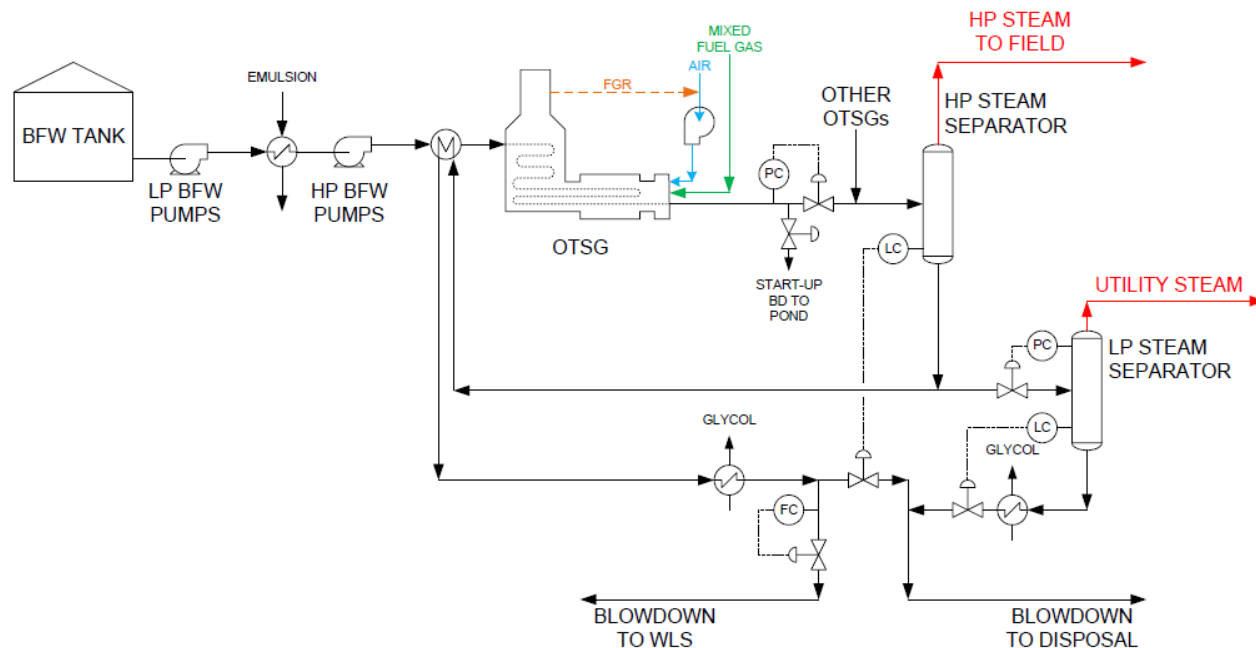 HP STEAM
TO FIELD
MIXED
FUEL GAS
AIR
EMULSION
FGR
OTHER
OTSGs
HP STEAM
SEPARATOR
BFW TANK
LP BFW
PUMPS
HP BFW
PUMPS
M
PC
OTSG
LC
START-UP
BD TO
POND
UTILITY STEAM
PC
LP STEAM
SEPARATOR
GLYCOL
LC
GLYCOL
FC
BLOWDOWN
TO WLS
BLOWDOWN
TO DISPOSAL